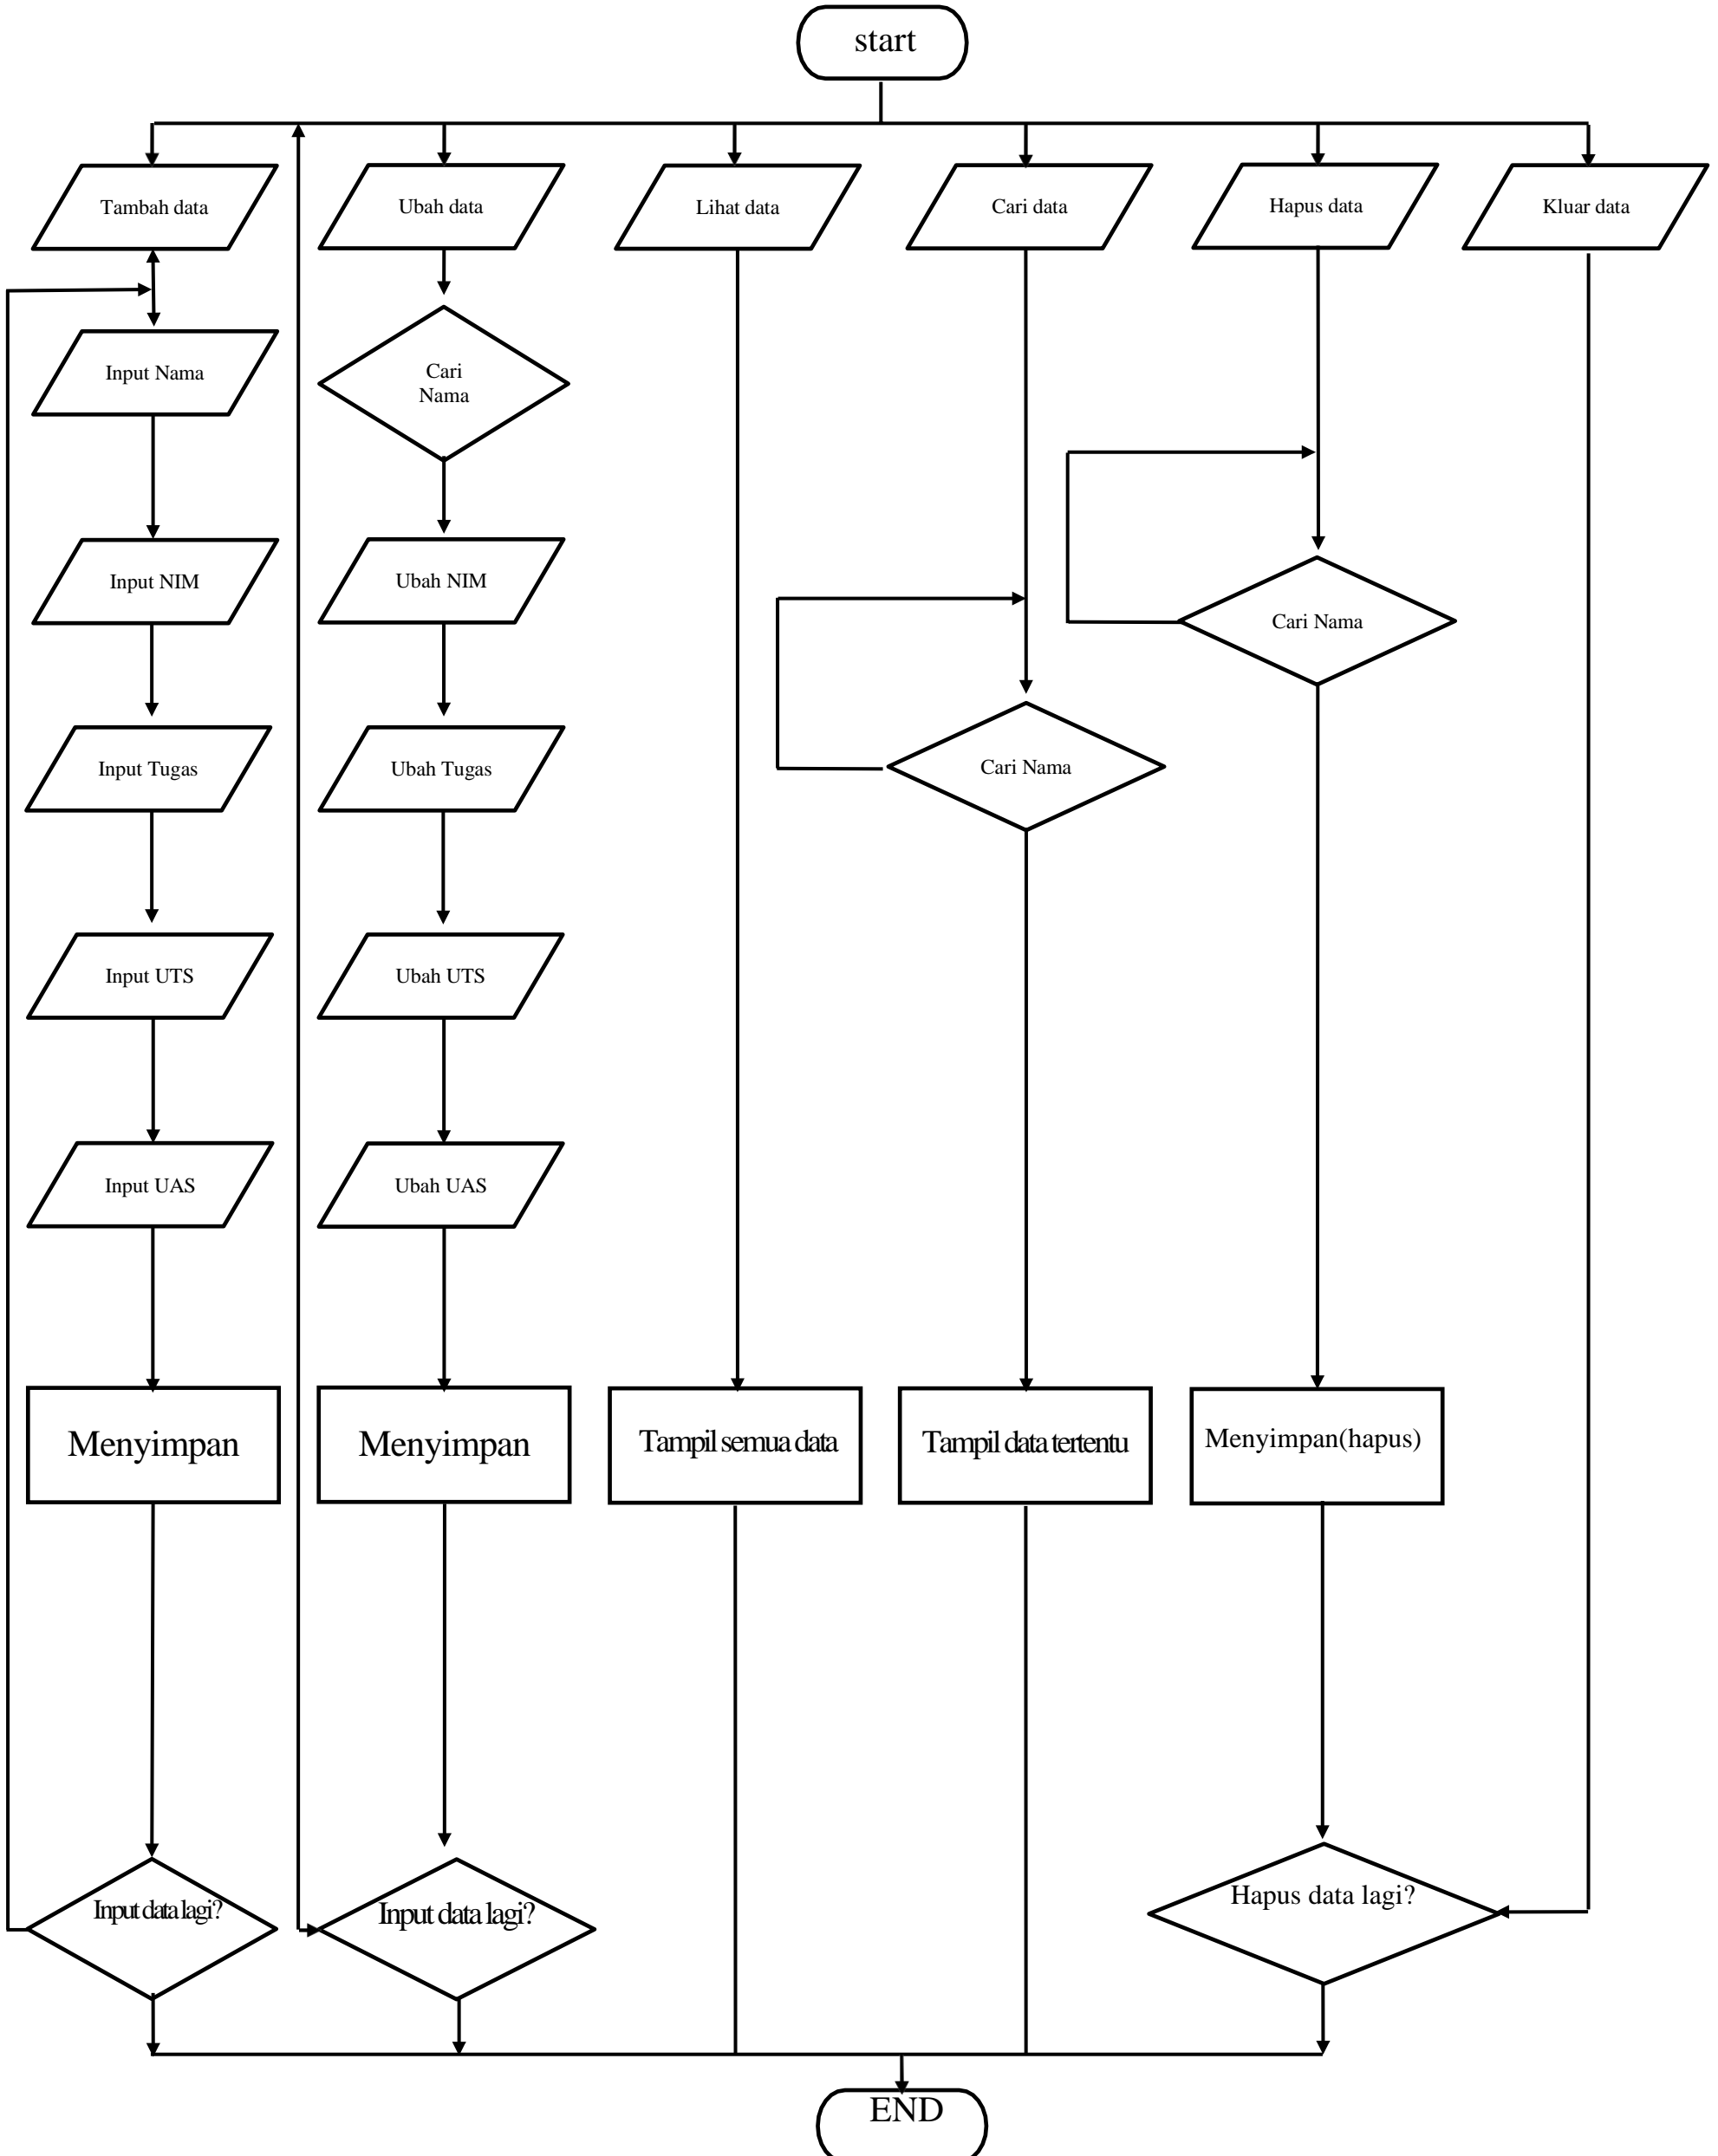 start
Tambah data
Ubah data
Lihat data
Cari data
Hapus data
Kluar data
Input Nama
Cari
Nama
Input NIM
Ubah NIM
Cari Nama
Input Tugas
Ubah Tugas
Cari Nama
Input UTS
Ubah UTS
Input UAS
Ubah UAS
Menyimpan
Menyimpan
Tampil semua data
Tampil data tertentu
Menyimpan(hapus)
Input data lagi?
Input data lagi?
Hapus data lagi?
END